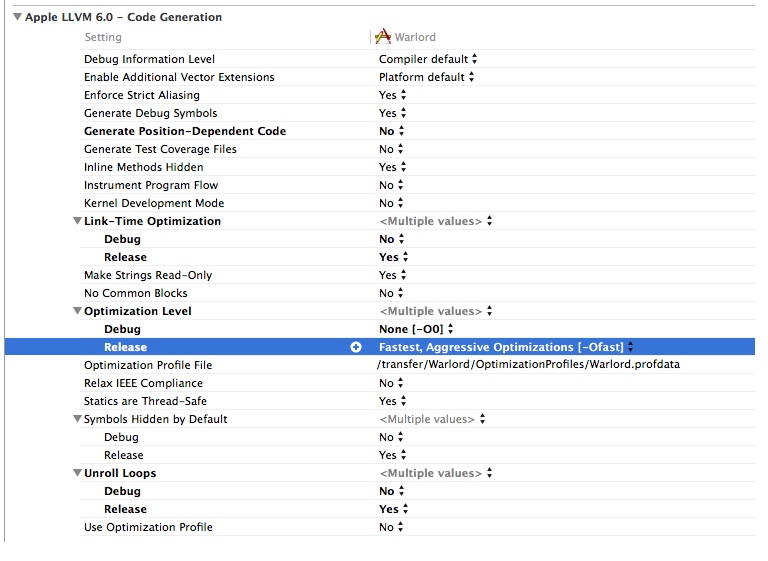 Apple LLVM 6.0 – Code Generation
Setting Warlord
Debug Information Level Compiler default
Enable Additional Vector Extensions Platform default
Enforce Strict Aliasing Yes
Generate Debug Symbols Yes
Generate Position-Dependent Code No
Generate Test Coverage Files No
Inline Methods Hidden Yes
Instrument Program Flow No
Kernel Development Mode No
Link-Time Optimization <Multiple values>
Debug No
Release Yes
Make Strings Read-Only Yes
No Common Blocks No
Optimization Level <Multiple values>
Debug None [-O0]
Release Fastest, Aggressive Optimizations [-Ofast]
Optimization Profile File /transfer/Warlord/OptimizationProfiles/Warlord.profdata
Relax IEEE Compliance No
Statics are Thread-Safe Yes
Symbols Hidden by Default <Multiple values>
Debug No
Release Yes
Unroll Loops <Multiple values>
Debug No
Release Yes
Use Optimization Profile No